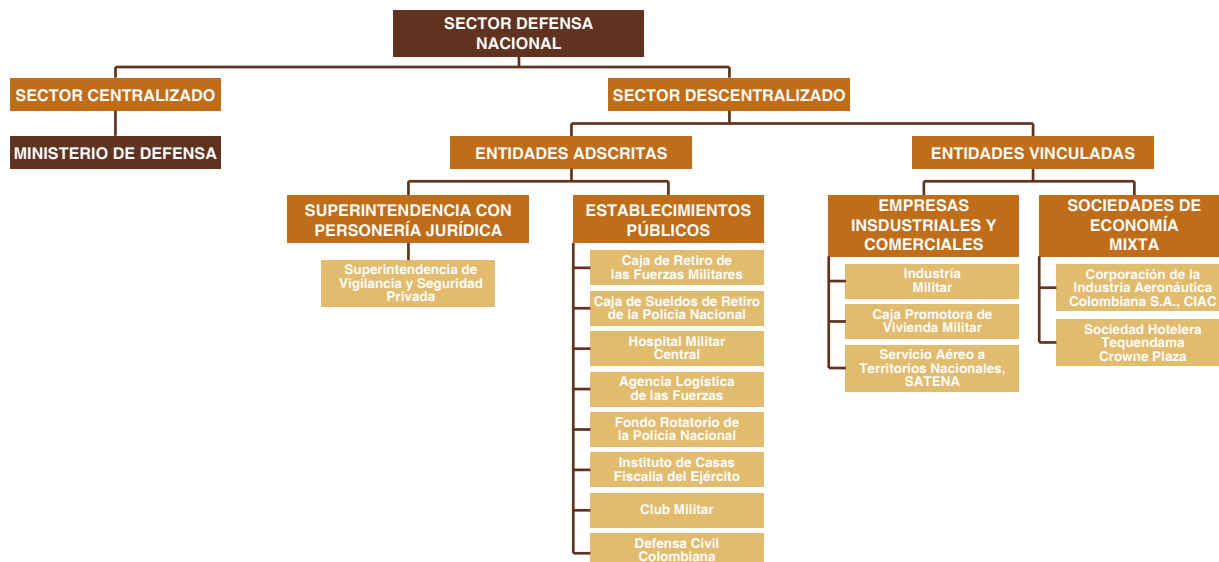 SECTOR DEFENSA
NACIONAL
SECTOR CENTRALIZADO
SECTOR DESCENTRALIZADO
MINISTERIO DE DEFENSA
ENTIDADES ADSCRITAS
ENTIDADES VINCULADAS
SUPERINTENDENCIA CON
PERSONERÍA JURÍDICA
Superintendencia de
Vigilancia y Seguridad
Privada
ESTABLECIMIENTOS
PÚBLICOS
Caja de Retiro de
las Fuerzas Militares
Caja de Sueldos de Retiro
de la Policia Nacional
Hospital Militar
Central
Agencia Logística
de las Fuerzas
Fondo Rotatorio de
la Policia Nacional
Instituto de Casas
Fiscalia del Ejército
Club Militar
Defensa Civil
Colombiana
EMPRESAS
INSDUSTRIALES Y
COMERCIALES
Industría
Militar
Caja Promotora de
Vivienda Militar
Servicio Aéreo a
Territorios Nacionales,
SATENA
SOCIEDADES DE
ECONOMÍA
MIXTA
Corporación de la
Industria Aeronáutica
Colombiana S.A., CIAC
Sociedad Hotelera
Tequendama
Crowne Plaza